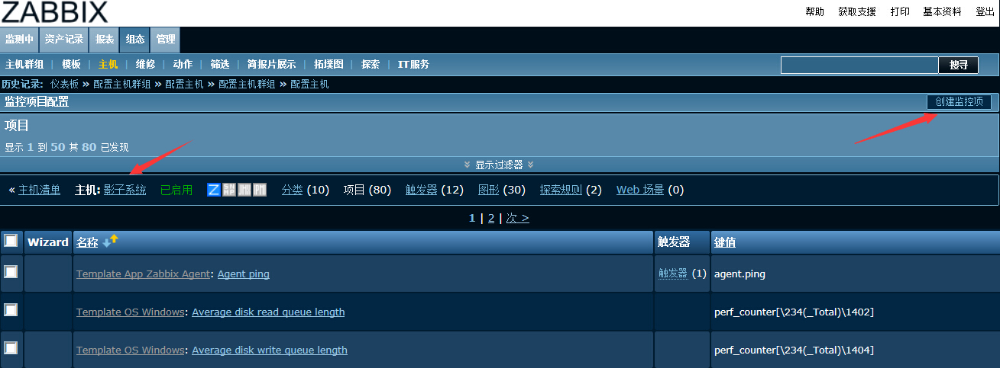 ZABBIX
帮助 获取支援 打印 基本资料 登出
监测中 资产记录 报表 组态 管理
主机群组 | 模板 | 主机 | 维修 | 动作 | 筛选 | 简报片展示 | 拓墣图 | 探索 | IT服务 搜寻
历史记录: 仪表板 » 配置主机群组 » 配置主机 » 配置主机群组 » 配置主机
监控项目配置 创建监控项
项目
显示 1 到 50 其 80 已发现
显示过滤器
« 主机清单 主机: 影子系统 已启用 Z 分类 (10) 项目 (80) 触发器 (12) 图形 (30) 探索规则 (2) Web 场景 (0)
1 | 2 | 次 >
Wizard 名称 触发器 键值
Template App Zabbix Agent: Agent ping 触发器 (1) agent.ping
Template OS Windows: Average disk read queue length perf_counter[\234(_Total)\1402]
Template OS Windows: Average disk write queue length perf_counter[\234(_Total)\1404]